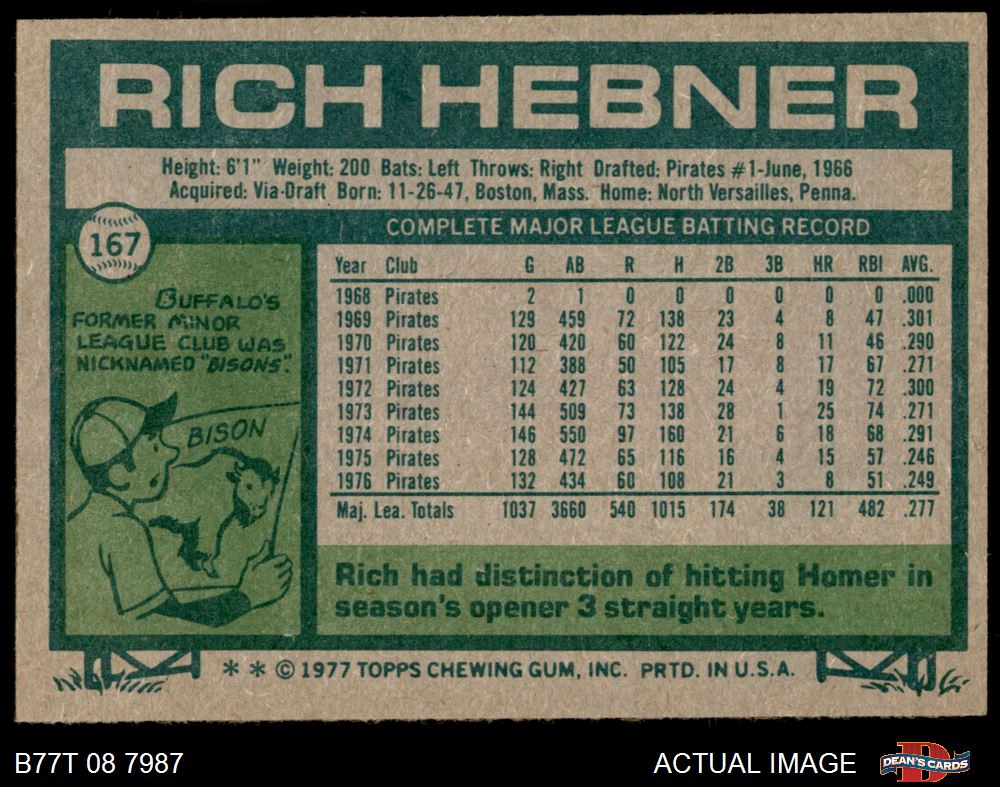 RICH HEBNER
Height: 6'1" Weight: 200 Bats: Left Throws: Right Drafted: Pirates #1-June, 1966
Acquired: Via-Draft Born: 11-26-47, Boston, Mass. Home: North Versailles, Penna.
167
BUFFALO'S
FORMER MINOR
LEAGUE CLUB WAS
NICKNAMED "BISONS".
BISON
COMPLETE MAJOR LEAGUE BATTING RECORD
Year Club G AB R H 2B 3B HR RBI AVG.
1968 Pirates 2 1 0 0 0 0 0 0 .000
1969 Pirates 129 459 72 138 23 4 8 47 .301
1970 Pirates 120 420 60 122 24 8 11 46 .290
1971 Pirates 112 388 50 105 17 8 17 67 .271
1972 Pirates 124 427 63 128 24 4 19 72 .300
1973 Pirates 144 509 73 138 28 1 25 74 .271
1974 Pirates 146 550 97 160 21 6 18 68 .291
1975 Pirates 128 472 65 116 16 4 15 57 .246
1976 Pirates 132 434 60 108 21 3 8 51 .249
Maj. Lea. Totals 1037 3660 540 1015 174 38 121 482 .277
Rich had distinction of hitting Homer in
season's opener 3 straight years.
* * © 1977 TOPPS CHEWING GUM, INC. PRTD. IN U.S.A.
B77T 08 7987
ACTUAL IMAGE
DEAN'S CARDS